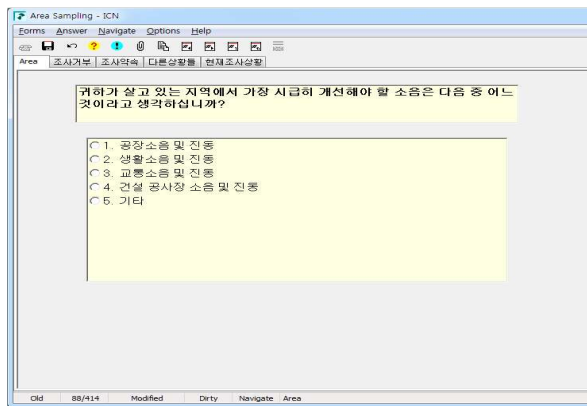 Area Sampling - ICN
Forms Answer Navigate Options Help
Area 조사거부 조사약속 다른상황들 현재조사상황
귀하가 살고 있는 지역에서 가장 시급히 개선해야 할 소음은 다음 중 어느
것이라고 생각하십니까?
1. 공장소음 및 진동
2. 생활소음 및 진동
3. 교통소음 및 진동
4. 건설 공사장 소음 및 진동
5. 기타
Old 88/414 Modified Dirty Navigate Area